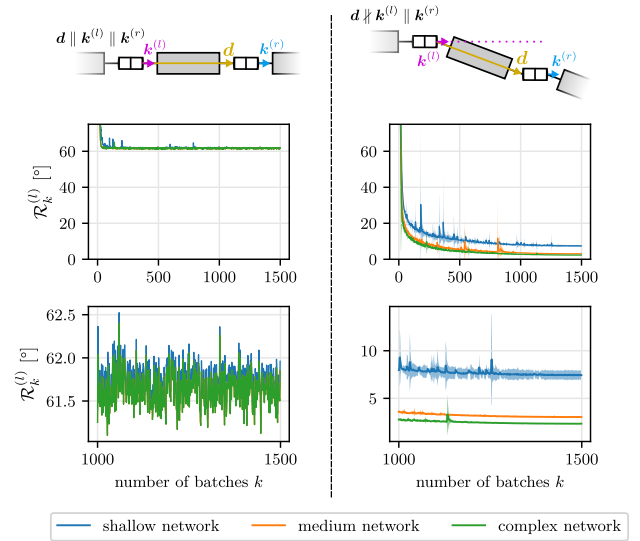 d ∥ k^(l) ∥ k^(r)
k^(l)
d
k^(r)
d ∦ k^(l) ∥ k^(r)
k^(l)
d
k^(r)
R_k^(l) [°]
60
40
20
0
0
500
1000
1500
60
40
20
0
0
500
1000
1500
R_k^(l) [°]
62.5
62.0
61.5
1000
1500
number of batches k
10
5
1000
1500
number of batches k
shallow network
medium network
complex network